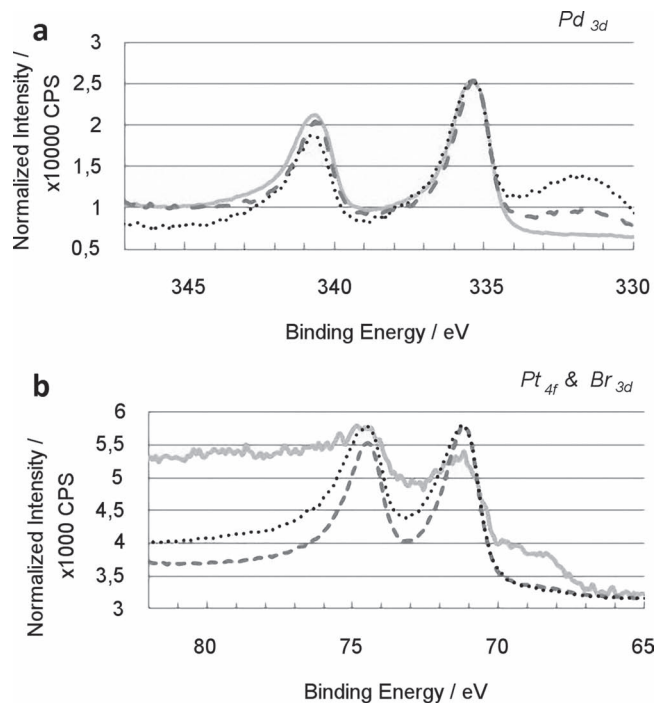 a
Pd 3d
Normalized Intensity /
x10000 CPS
3
2,5
2
1,5
1
0,5
345
340
335
330
Binding Energy / eV
b
Pt 4f & Br 3d
Normalized Intensity /
x1000 CPS
6
5,5
5
4,5
4
3,5
3
80
75
70
65
Binding Energy / eV